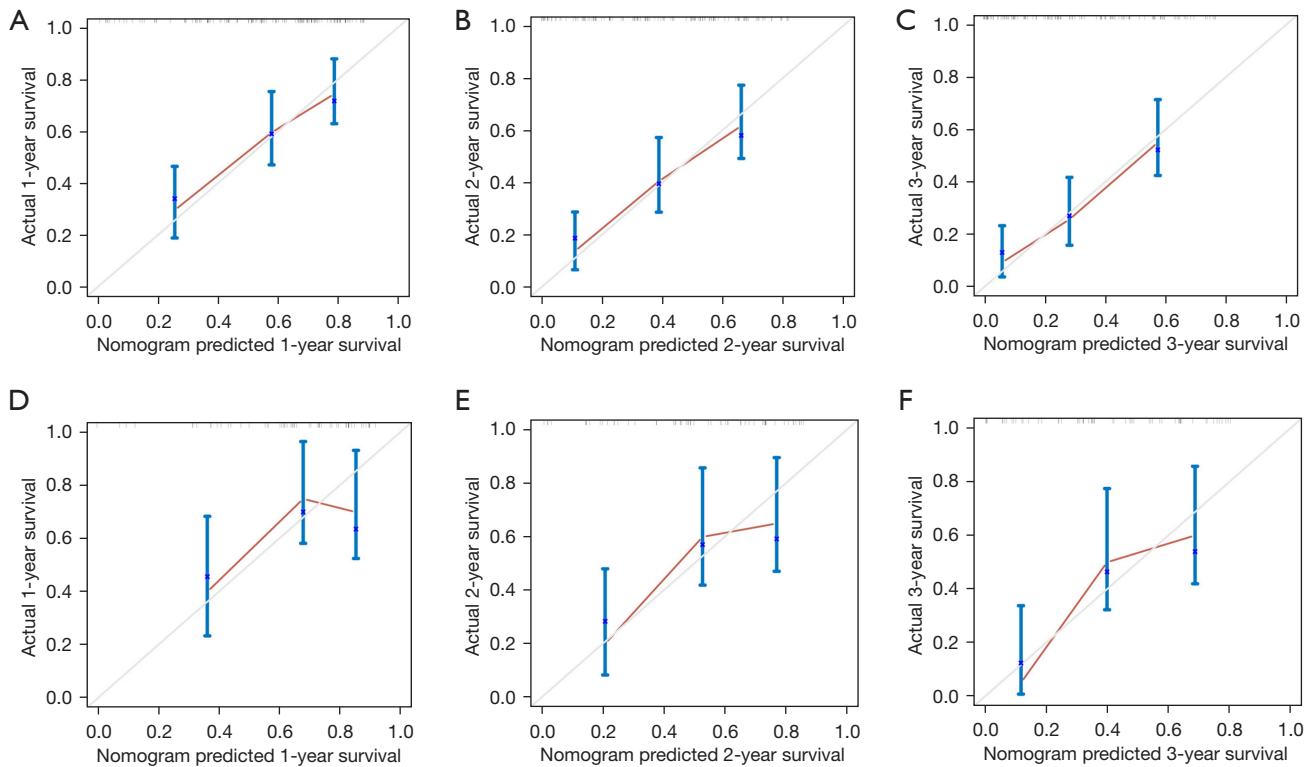 A
Actual 1-year survival
1.0
0.8
0.6
0.4
0.2
0.0
0.0 0.2 0.4 0.6 0.8 1.0
Nomogram predicted 1-year survival
B
Actual 2-year survival
1.0
0.8
0.6
0.4
0.2
0.0
0.0 0.2 0.4 0.6 0.8 1.0
Nomogram predicted 2-year survival
C
Actual 3-year survival
1.0
0.8
0.6
0.4
0.2
0.0
0.0 0.2 0.4 0.6 0.8 1.0
Nomogram predicted 3-year survival
D
Actual 1-year survival
1.0
0.8
0.6
0.4
0.2
0.0
0.0 0.2 0.4 0.6 0.8 1.0
Nomogram predicted 1-year survival
E
Actual 2-year survival
1.0
0.8
0.6
0.4
0.2
0.0
0.0 0.2 0.4 0.6 0.8 1.0
Nomogram predicted 2-year survival
F
Actual 3-year survival
1.0
0.8
0.6
0.4
0.2
0.0
0.0 0.2 0.4 0.6 0.8 1.0
Nomogram predicted 3-year survival